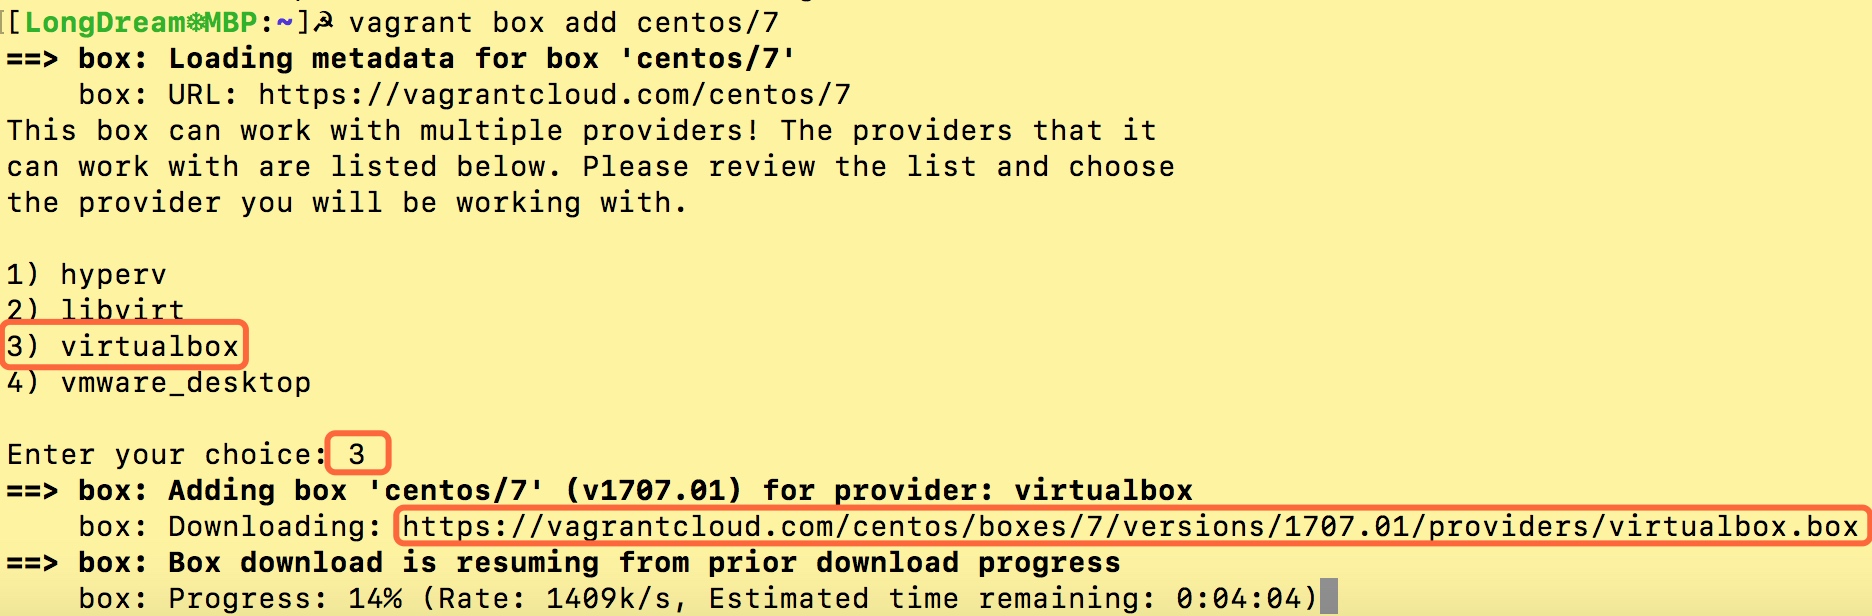 [LongDream❄MBP:~]☭ vagrant box add centos/7
==> box: Loading metadata for box 'centos/7'
    box: URL: https://vagrantcloud.com/centos/7
This box can work with multiple providers! The providers that it
can work with are listed below. Please review the list and choose
the provider you will be working with.

1) hyperv
2) libvirt
3) virtualbox
4) vmware_desktop

Enter your choice: 3
==> box: Adding box 'centos/7' (v1707.01) for provider: virtualbox
    box: Downloading: https://vagrantcloud.com/centos/boxes/7/versions/1707.01/providers/virtualbox.box
==> box: Box download is resuming from prior download progress
    box: Progress: 14% (Rate: 1409k/s, Estimated time remaining: 0:04:04)